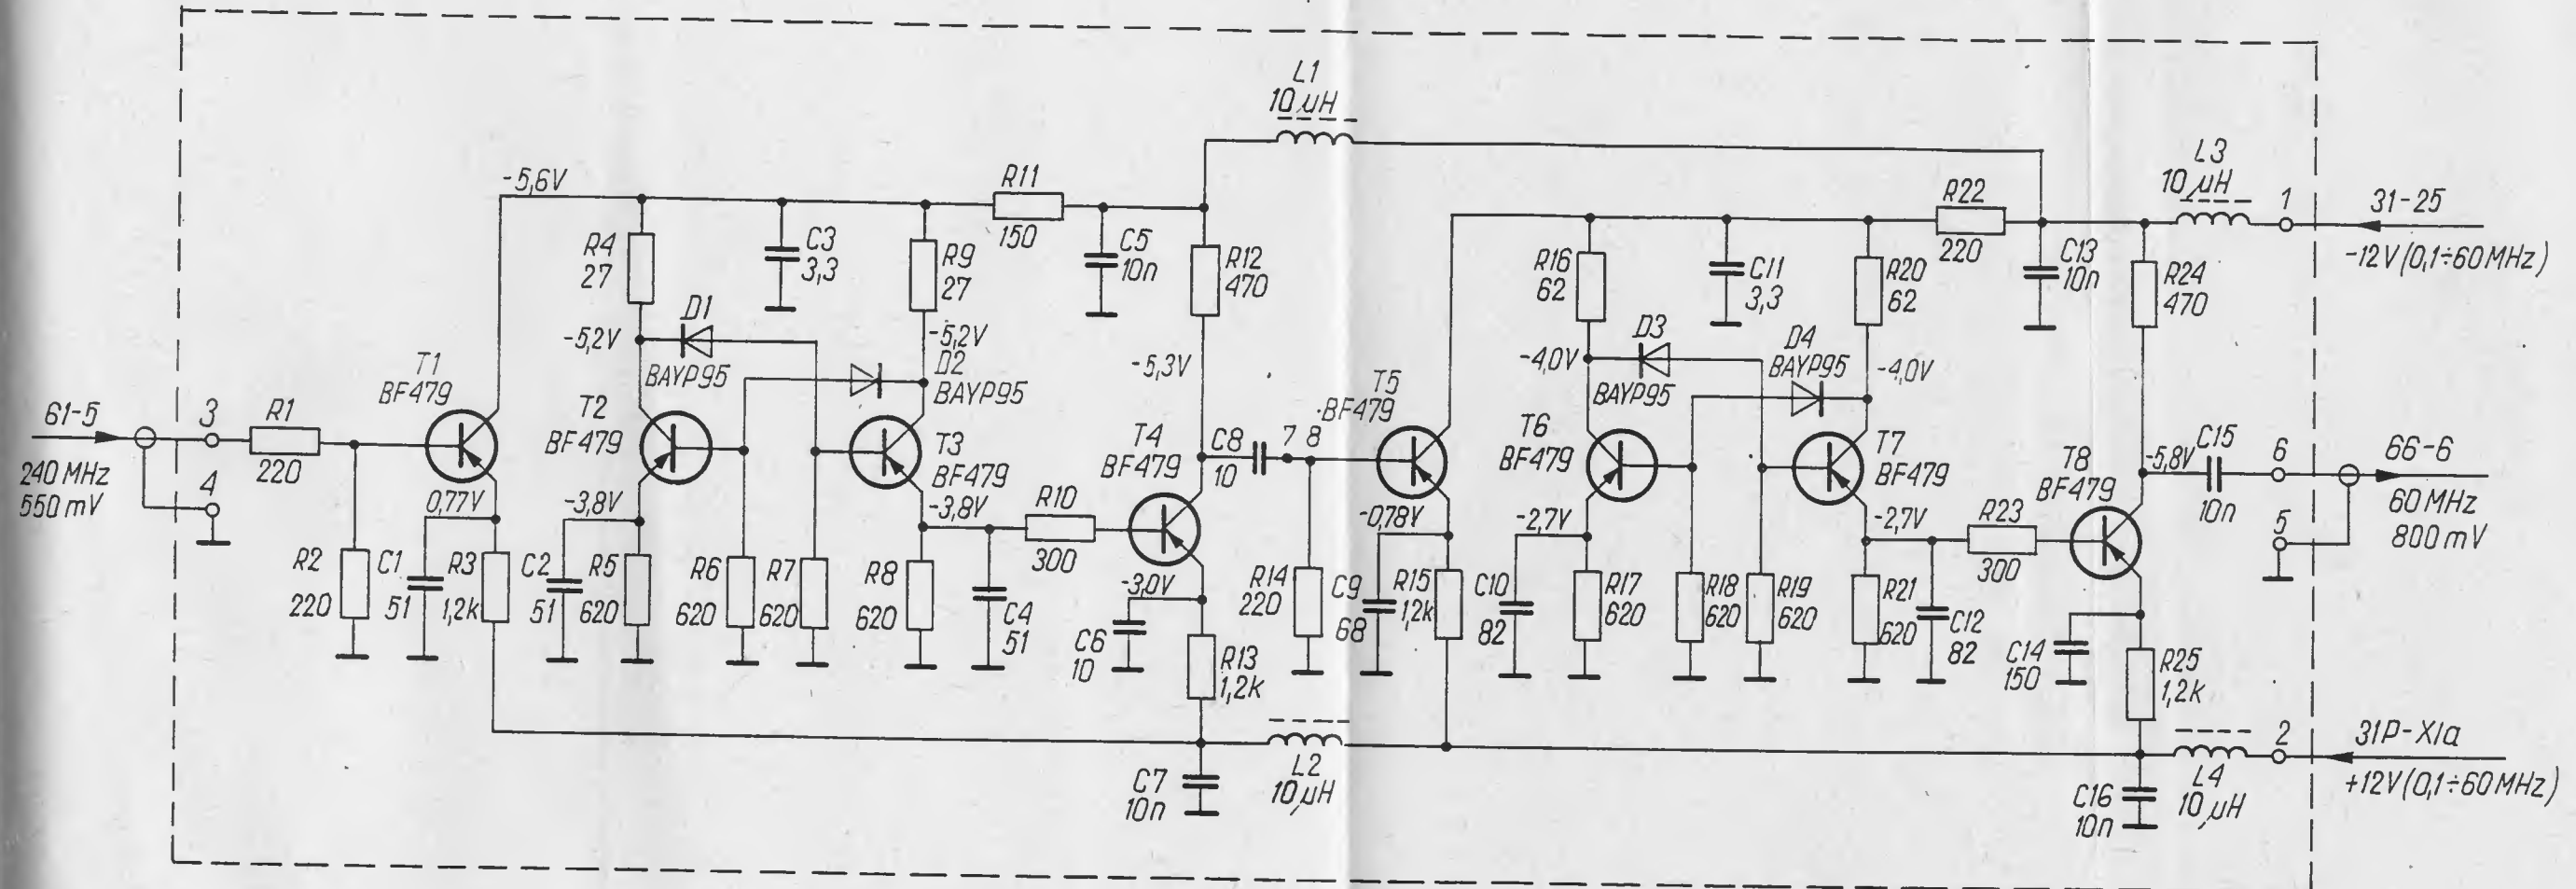 L1
10 µH
L3
10 µH
1
31-25
-12V (0,1÷60 MHz)
-5,6V
R11
150
R22
220
R4
27
C3
3,3
R9
27
C5
10n
R12
470
R16
62
C11
3,3
R20
62
C13
10n
R24
470
-5,2V
D1
BAYP95
-5,2V
D2
BAYP95
-5,3V
-4,0V
D3
BAYP95
D4
BAYP95
-4,0V
61-5
240 MHz
550 mV
3
4
R1
220
T1
BF479
T2
BF479
T3
BF479
T4
BF479
C8
10
7 8
T5
BF479
T6
BF479
T7
BF479
T8
BF479
-5,8V
C15
10n
6
5
66-6
60 MHz
800 mV
0,77V
-3,8V
-3,8V
R10
300
-3,0V
-0,78V
-2,7V
-2,7V
R23
300
R2
220
C1
51
R3
1,2k
C2
51
R5
620
R6
620
R7
620
R8
620
C4
51
C6
10
R13
1,2k
R14
220
C9
68
R15
1,2k
C10
82
R17
620
R18
620
R19
620
R21
620
C12
82
C14
150
R25
1,2k
C7
10n
L2
10 µH
C16
10n
L4
10 µH
2
31P-XIa
+12V (0,1÷60 MHz)